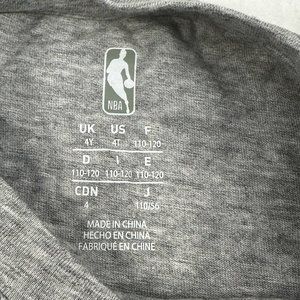 NBA
UK US F
4Y 4T 110-120
D I E
110-120 110-120 110-120
CDN J
4 110/56
MADE IN CHINA
HECHO EN CHINA
FABRIQUÉ EN CHINE